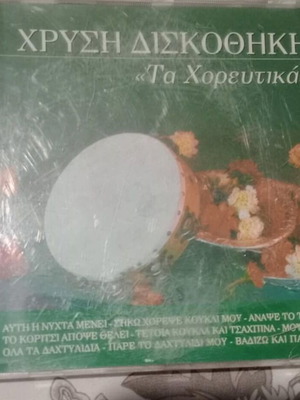 ΧΡΥΣΗ ΔΙΣΚΟΘΗΚΗ
«Τα Χορευτικά
ΑΥΤΗ Η ΝΥΧΤΑ ΜΕΝΕΙ - ΣΗΚΩ ΧΟΡΕΨΕ ΚΟΥΚΛΙ ΜΟΥ - ΑΝΑΨΕ ΤΟ Τ
ΤΟ ΚΟΡΙΤΣΙ ΑΠΟΨΕ ΘΕΛΕΙ - ΤΕΤΟΙΑ ΚΟΥΚΛΑ ΚΑΙ ΤΣΑΧΠΙΝΑ -
ΟΛΑ ΤΑ ΔΑΧΤΥΛΙΔΙΑ - ΠΑΡΕ ΤΟ ΔΑΧΤΥΛΙΔΙ ΜΟΥ - ΒΑΔΙΖΩ ΚΑΙ ΠΑ